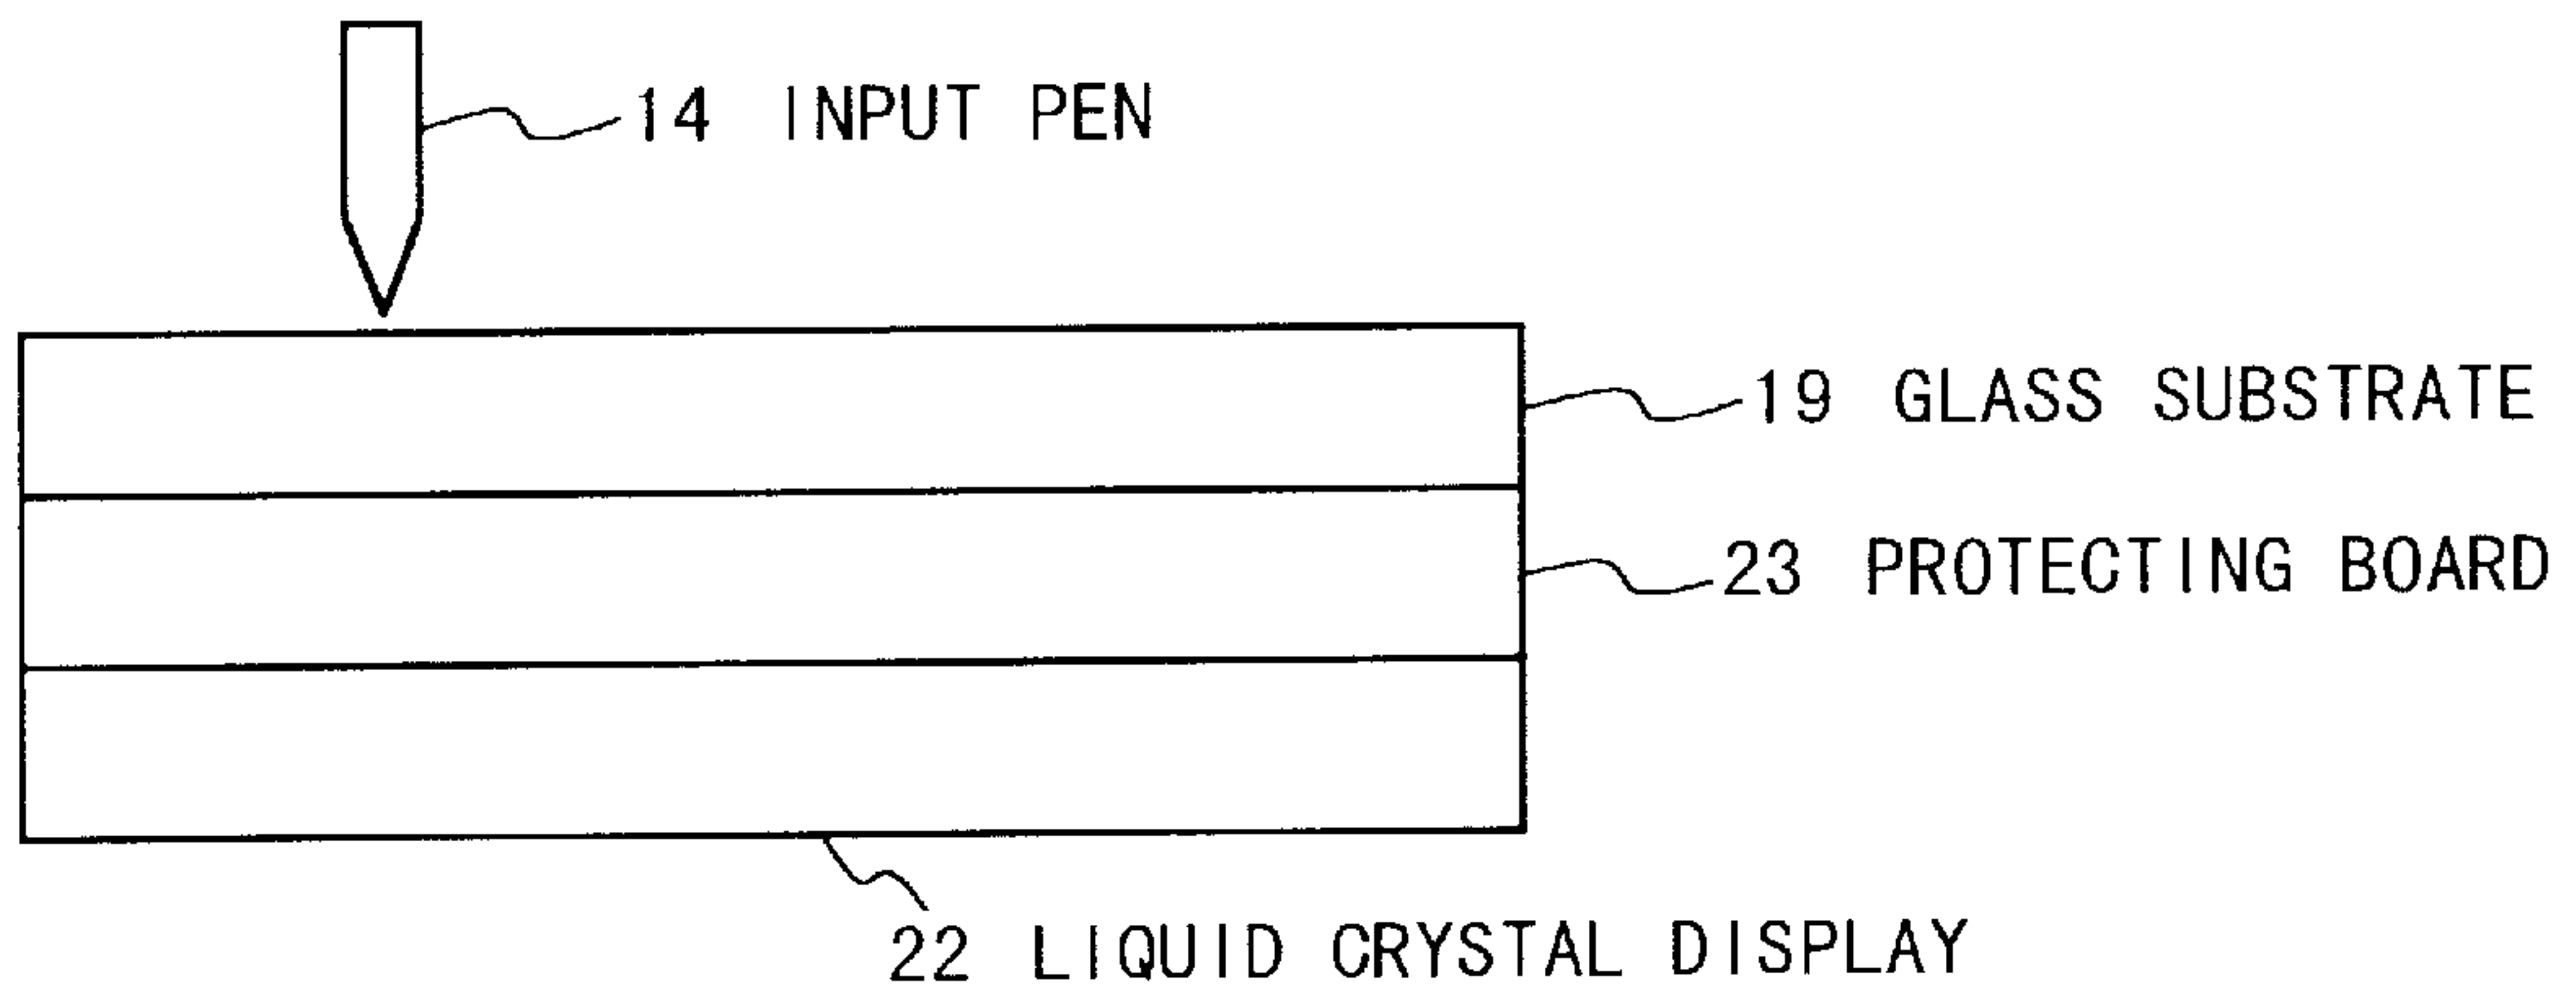 14 INPUT PEN
19 GLASS SUBSTRATE
23 PROTECTING BOARD
22 LIQUID CRYSTAL DISPLAY